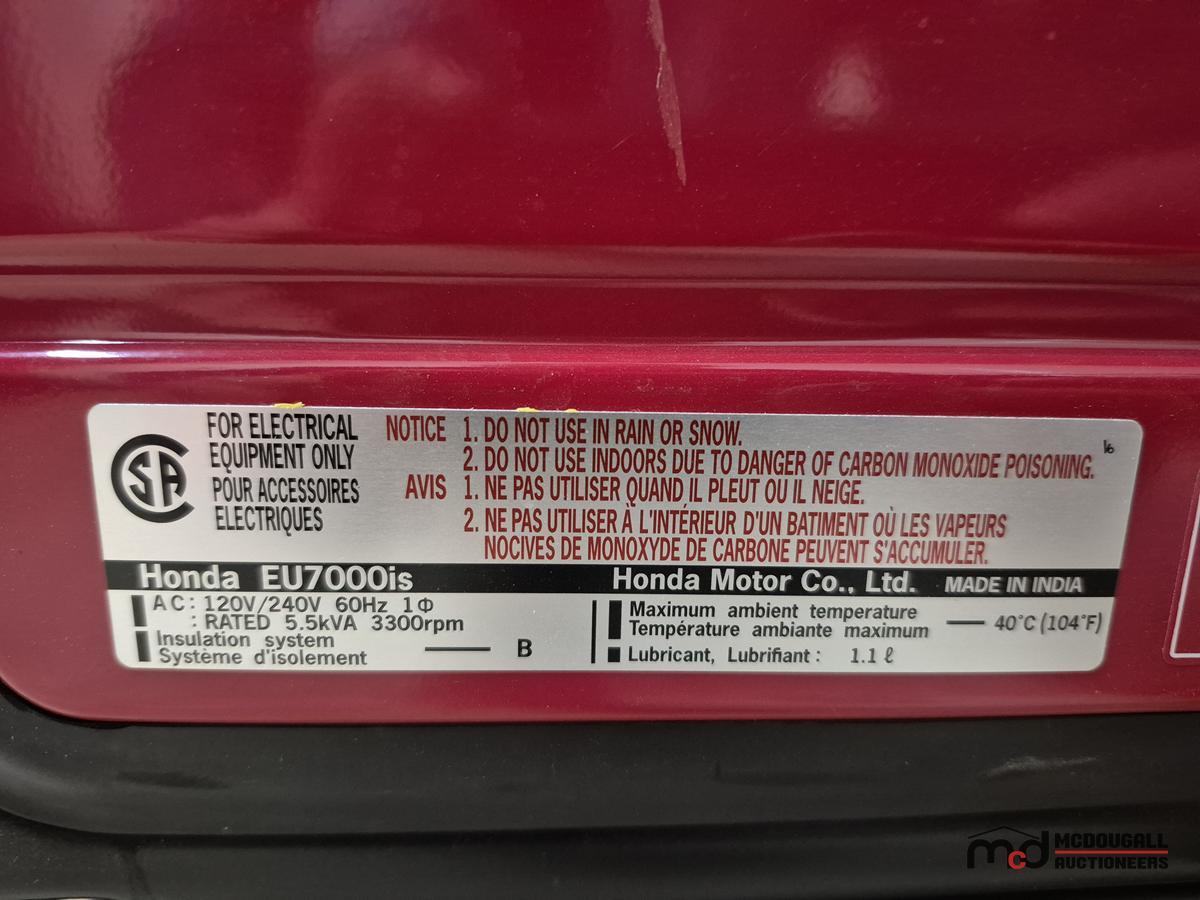 CSA
FOR ELECTRICAL
EQUIPMENT ONLY
POUR ACCESSOIRES
ELECTRIQUES
NOTICE 1. DO NOT USE IN RAIN OR SNOW.
2. DO NOT USE INDOORS DUE TO DANGER OF CARBON MONOXIDE POISONING.
AVIS 1. NE PAS UTILISER QUAND IL PLEUT OU IL NEIGE.
2. NE PAS UTILISER À L'INTÉRIEUR D'UN BATIMENT OÙ LES VAPEURS
NOCIVES DE MONOXYDE DE CARBONE PEUVENT S'ACCUMULER.
16
Honda EU7000is
Honda Motor Co., Ltd. MADE IN INDIA
AC: 120V/240V 60Hz 1Φ
: RATED 5.5kVA 3300rpm
Insulation system
Système d'isolement — B
Maximum ambient temperature
Température ambiante maximum — 40°C (104°F)
Lubricant, Lubrifiant : 1.1 ℓ
mcd MCDOUGALL
AUCTIONEERS